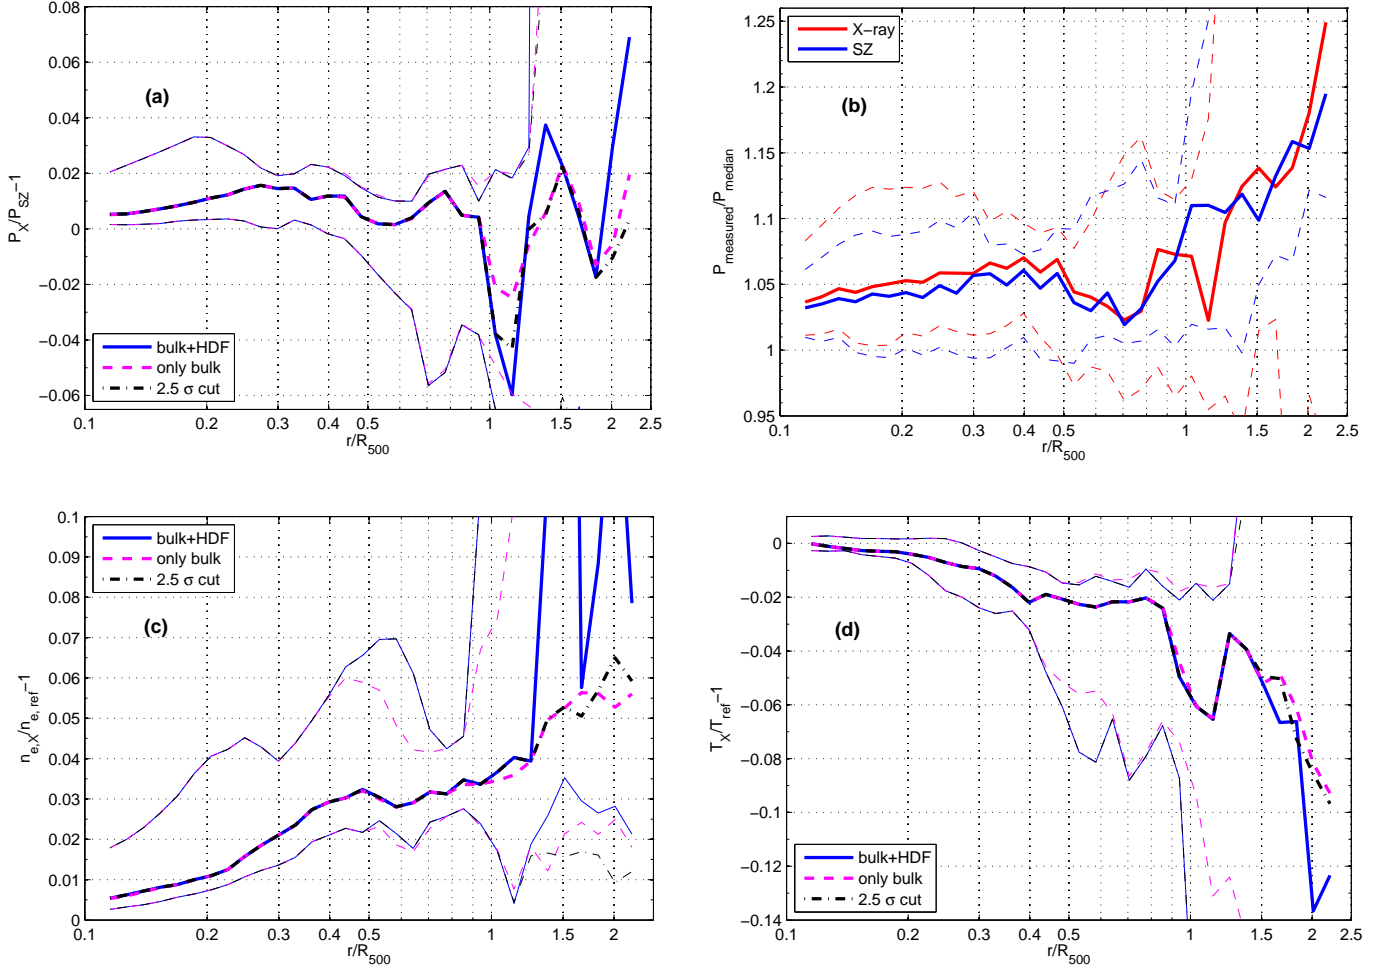 0.08
0.06
0.04
0.02
0
−0.02
−0.04
−0.06
P_X/P_SZ−1
(a)
bulk+HDF
only bulk
2.5 σ cut
0.1 0.2 0.3 0.4 0.5 1 1.5 2 2.5
r/R_500
1.25
1.2
1.15
1.1
1.05
1
0.95
P_measured/P_median
X−ray
SZ
(b)
0.1 0.2 0.3 0.4 0.5 1 1.5 2 2.5
r/R_500
0.1
0.09
0.08
0.07
0.06
0.05
0.04
0.03
0.02
0.01
0
n_e,X/n_e, ref−1
bulk+HDF
only bulk
2.5 σ cut
(c)
0.1 0.2 0.3 0.4 0.5 1 1.5 2
r/R_500
0
−0.02
−0.04
−0.06
−0.08
−0.1
−0.12
−0.14
T_X/T_ref−1
(d)
bulk+HDF
only bulk
2.5 σ cut
0.1 0.2 0.3 0.4 0.5 1 1.5 2 2.5
r/R_500